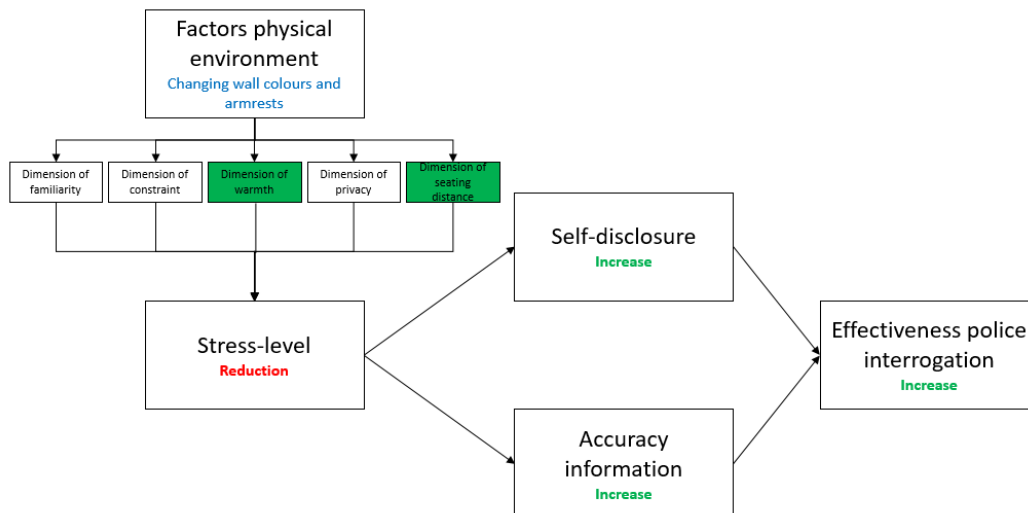 Factors physical
environment
Changing wall colours and
armrests
Dimension of
familiarity
Dimension of
constraint
Dimension of
warmth
Dimension of
privacy
Dimension of
seating
distance
Self-disclosure
Increase
Stress-level
Reduction
Effectiveness police
interrogation
Increase
Accuracy
information
Increase